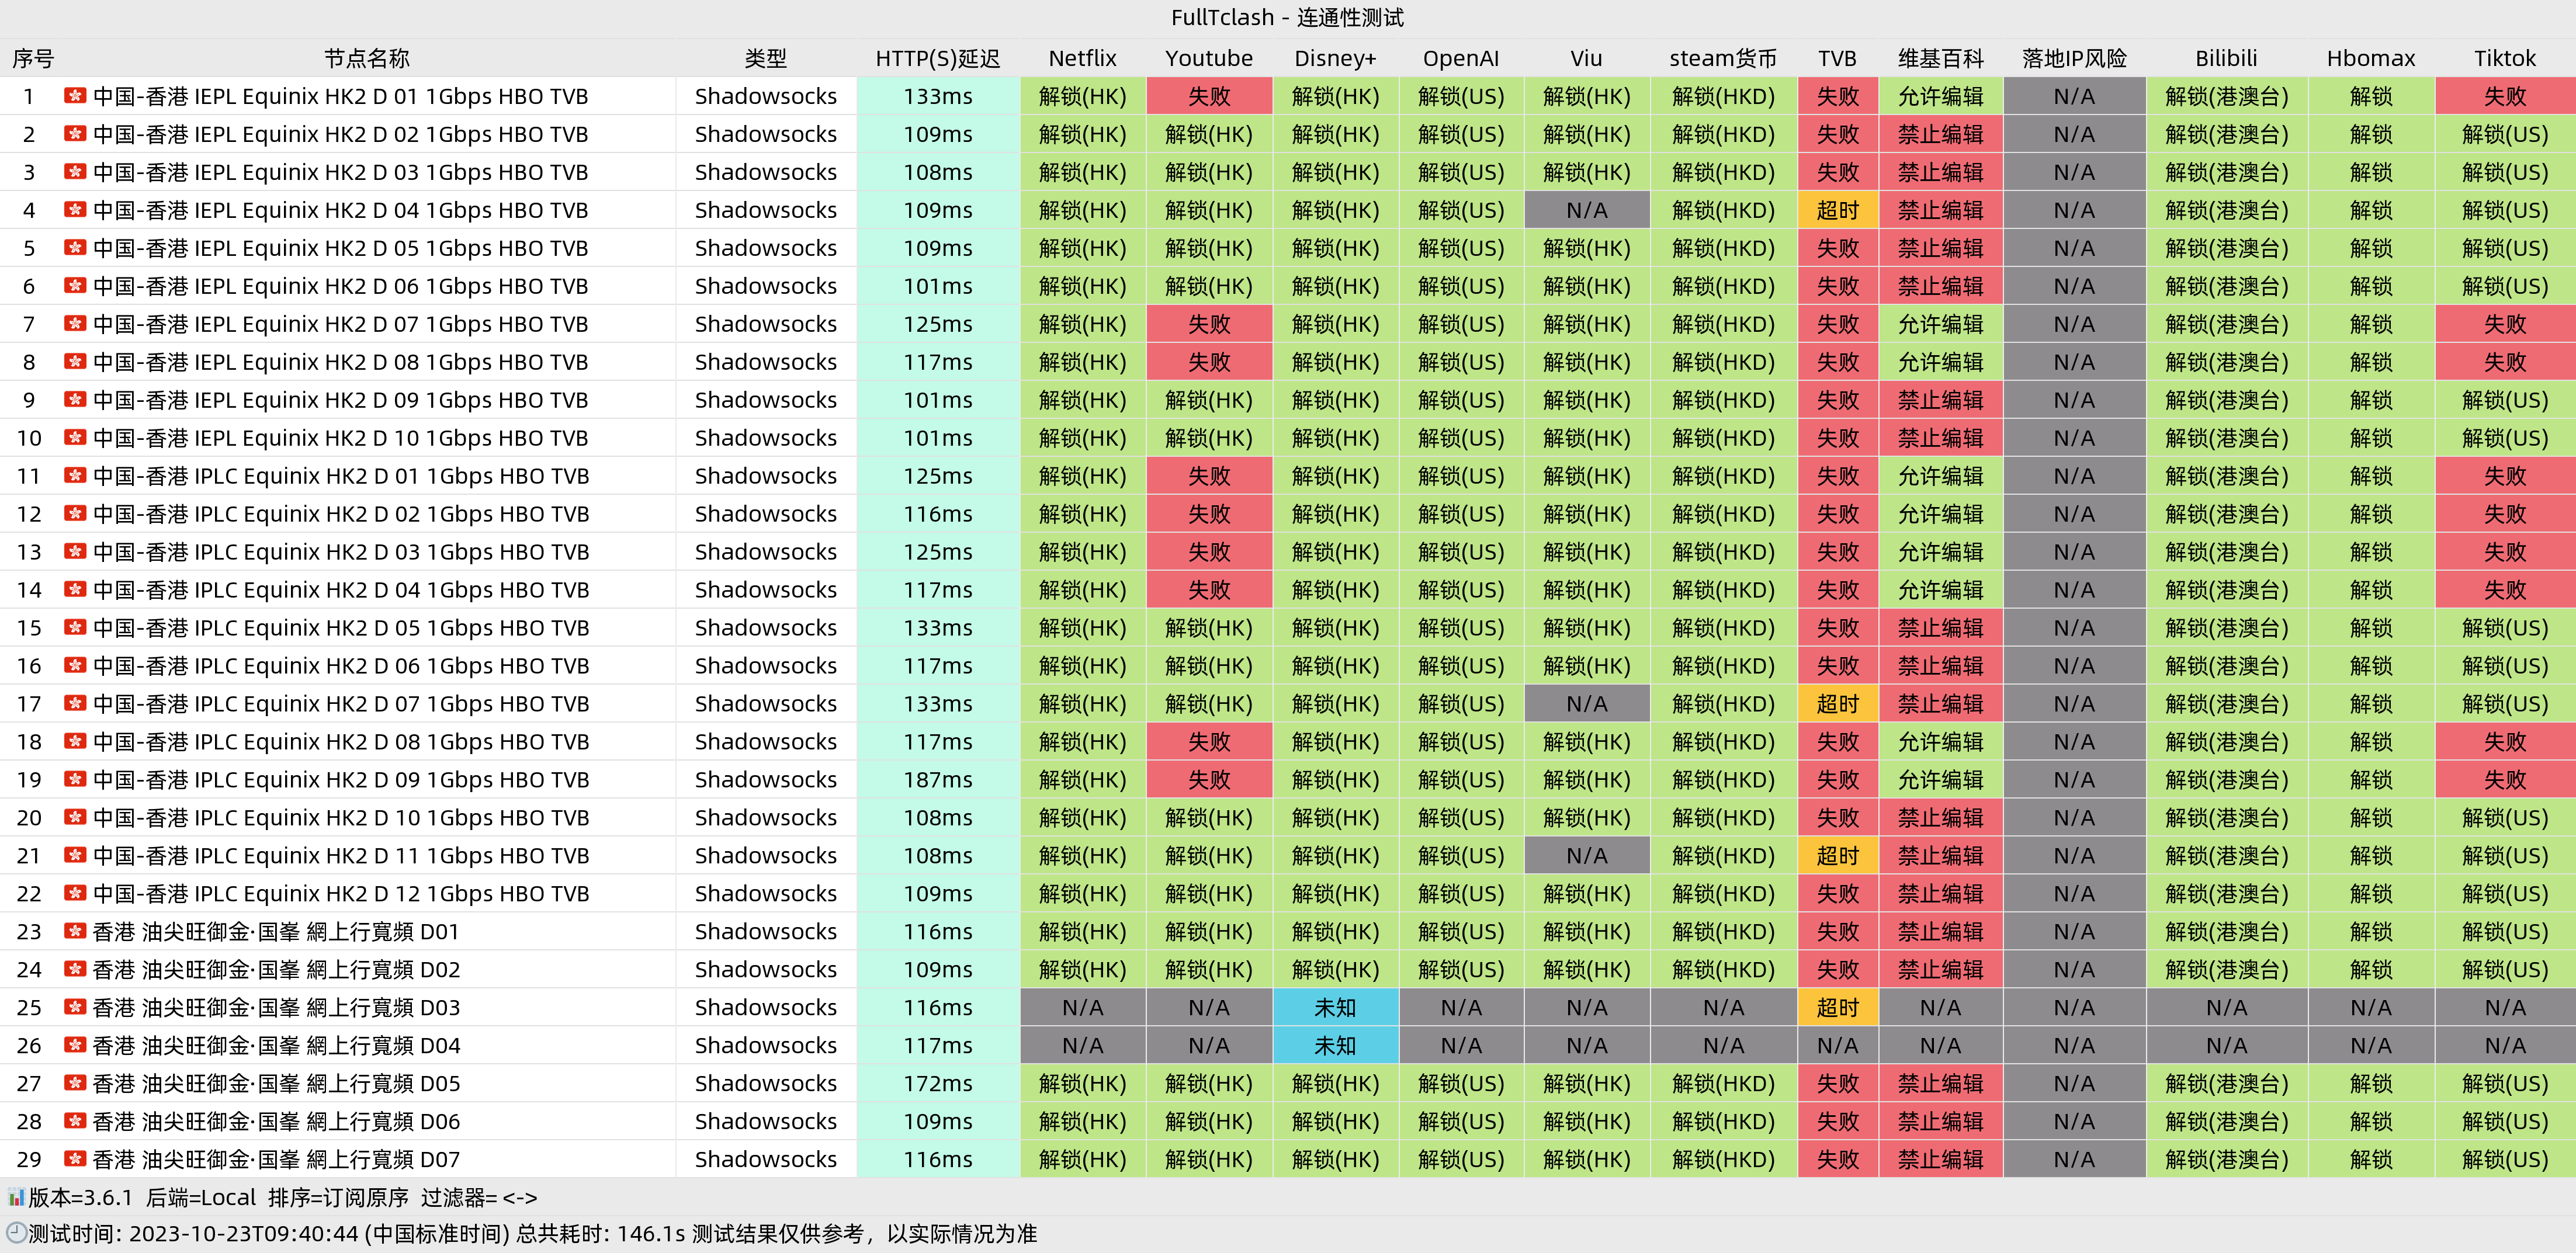 FullTclash - 连通性测试
序号 节点名称 类型 HTTP(S)延迟 Netflix Youtube Disney+ OpenAI Viu steam货币 TVB 维基百科 落地IP风险 Bilibili Hbomax Tiktok
1 中国-香港 IEPL Equinix HK2 D 01 1Gbps HBO TVB Shadowsocks 133ms 解锁(HK) 失败 解锁(HK) 解锁(US) 解锁(HK) 解锁(HKD) 失败 允许编辑 N/A 解锁(港澳台) 解锁 失败
2 中国-香港 IEPL Equinix HK2 D 02 1Gbps HBO TVB Shadowsocks 109ms 解锁(HK) 解锁(HK) 解锁(HK) 解锁(US) 解锁(HK) 解锁(HKD) 失败 禁止编辑 N/A 解锁(港澳台) 解锁 解锁(US)
3 中国-香港 IEPL Equinix HK2 D 03 1Gbps HBO TVB Shadowsocks 108ms 解锁(HK) 解锁(HK) 解锁(HK) 解锁(US) 解锁(HK) 解锁(HKD) 失败 禁止编辑 N/A 解锁(港澳台) 解锁 解锁(US)
4 中国-香港 IEPL Equinix HK2 D 04 1Gbps HBO TVB Shadowsocks 109ms 解锁(HK) 解锁(HK) 解锁(HK) 解锁(US) N/A 解锁(HKD) 超时 禁止编辑 N/A 解锁(港澳台) 解锁 解锁(US)
5 中国-香港 IEPL Equinix HK2 D 05 1Gbps HBO TVB Shadowsocks 109ms 解锁(HK) 解锁(HK) 解锁(HK) 解锁(US) 解锁(HK) 解锁(HKD) 失败 禁止编辑 N/A 解锁(港澳台) 解锁 解锁(US)
6 中国-香港 IEPL Equinix HK2 D 06 1Gbps HBO TVB Shadowsocks 101ms 解锁(HK) 解锁(HK) 解锁(HK) 解锁(US) 解锁(HK) 解锁(HKD) 失败 禁止编辑 N/A 解锁(港澳台) 解锁 解锁(US)
7 中国-香港 IEPL Equinix HK2 D 07 1Gbps HBO TVB Shadowsocks 125ms 解锁(HK) 失败 解锁(HK) 解锁(US) 解锁(HK) 解锁(HKD) 失败 允许编辑 N/A 解锁(港澳台) 解锁 失败
8 中国-香港 IEPL Equinix HK2 D 08 1Gbps HBO TVB Shadowsocks 117ms 解锁(HK) 失败 解锁(HK) 解锁(US) 解锁(HK) 解锁(HKD) 失败 允许编辑 N/A 解锁(港澳台) 解锁 失败
9 中国-香港 IEPL Equinix HK2 D 09 1Gbps HBO TVB Shadowsocks 101ms 解锁(HK) 解锁(HK) 解锁(HK) 解锁(US) 解锁(HK) 解锁(HKD) 失败 禁止编辑 N/A 解锁(港澳台) 解锁 解锁(US)
10 中国-香港 IEPL Equinix HK2 D 10 1Gbps HBO TVB Shadowsocks 101ms 解锁(HK) 解锁(HK) 解锁(HK) 解锁(US) 解锁(HK) 解锁(HKD) 失败 禁止编辑 N/A 解锁(港澳台) 解锁 解锁(US)
11 中国-香港 IPLC Equinix HK2 D 01 1Gbps HBO TVB Shadowsocks 125ms 解锁(HK) 失败 解锁(HK) 解锁(US) 解锁(HK) 解锁(HKD) 失败 允许编辑 N/A 解锁(港澳台) 解锁 失败
12 中国-香港 IPLC Equinix HK2 D 02 1Gbps HBO TVB Shadowsocks 116ms 解锁(HK) 失败 解锁(HK) 解锁(US) 解锁(HK) 解锁(HKD) 失败 允许编辑 N/A 解锁(港澳台) 解锁 失败
13 中国-香港 IPLC Equinix HK2 D 03 1Gbps HBO TVB Shadowsocks 125ms 解锁(HK) 失败 解锁(HK) 解锁(US) 解锁(HK) 解锁(HKD) 失败 允许编辑 N/A 解锁(港澳台) 解锁 失败
14 中国-香港 IPLC Equinix HK2 D 04 1Gbps HBO TVB Shadowsocks 117ms 解锁(HK) 失败 解锁(HK) 解锁(US) 解锁(HK) 解锁(HKD) 失败 允许编辑 N/A 解锁(港澳台) 解锁 失败
15 中国-香港 IPLC Equinix HK2 D 05 1Gbps HBO TVB Shadowsocks 133ms 解锁(HK) 解锁(HK) 解锁(HK) 解锁(US) 解锁(HK) 解锁(HKD) 失败 禁止编辑 N/A 解锁(港澳台) 解锁 解锁(US)
16 中国-香港 IPLC Equinix HK2 D 06 1Gbps HBO TVB Shadowsocks 117ms 解锁(HK) 解锁(HK) 解锁(HK) 解锁(US) 解锁(HK) 解锁(HKD) 失败 禁止编辑 N/A 解锁(港澳台) 解锁 解锁(US)
17 中国-香港 IPLC Equinix HK2 D 07 1Gbps HBO TVB Shadowsocks 133ms 解锁(HK) 解锁(HK) 解锁(HK) 解锁(US) N/A 解锁(HKD) 超时 禁止编辑 N/A 解锁(港澳台) 解锁 解锁(US)
18 中国-香港 IPLC Equinix HK2 D 08 1Gbps HBO TVB Shadowsocks 117ms 解锁(HK) 失败 解锁(HK) 解锁(US) 解锁(HK) 解锁(HKD) 失败 允许编辑 N/A 解锁(港澳台) 解锁 失败
19 中国-香港 IPLC Equinix HK2 D 09 1Gbps HBO TVB Shadowsocks 187ms 解锁(HK) 失败 解锁(HK) 解锁(US) 解锁(HK) 解锁(HKD) 失败 允许编辑 N/A 解锁(港澳台) 解锁 失败
20 中国-香港 IPLC Equinix HK2 D 10 1Gbps HBO TVB Shadowsocks 108ms 解锁(HK) 解锁(HK) 解锁(HK) 解锁(US) 解锁(HK) 解锁(HKD) 失败 禁止编辑 N/A 解锁(港澳台) 解锁 解锁(US)
21 中国-香港 IPLC Equinix HK2 D 11 1Gbps HBO TVB Shadowsocks 108ms 解锁(HK) 解锁(HK) 解锁(HK) 解锁(US) N/A 解锁(HKD) 超时 禁止编辑 N/A 解锁(港澳台) 解锁 解锁(US)
22 中国-香港 IPLC Equinix HK2 D 12 1Gbps HBO TVB Shadowsocks 109ms 解锁(HK) 解锁(HK) 解锁(HK) 解锁(US) 解锁(HK) 解锁(HKD) 失败 禁止编辑 N/A 解锁(港澳台) 解锁 解锁(US)
23 香港 油尖旺御金·国峯 網上行寬頻 D01 Shadowsocks 116ms 解锁(HK) 解锁(HK) 解锁(HK) 解锁(US) 解锁(HK) 解锁(HKD) 失败 禁止编辑 N/A 解锁(港澳台) 解锁 解锁(US)
24 香港 油尖旺御金·国峯 網上行寬頻 D02 Shadowsocks 109ms 解锁(HK) 解锁(HK) 解锁(HK) 解锁(US) 解锁(HK) 解锁(HKD) 失败 禁止编辑 N/A 解锁(港澳台) 解锁 解锁(US)
25 香港 油尖旺御金·国峯 網上行寬頻 D03 Shadowsocks 116ms N/A N/A 未知 N/A N/A N/A 超时 N/A N/A N/A N/A N/A
26 香港 油尖旺御金·国峯 網上行寬頻 D04 Shadowsocks 117ms N/A N/A 未知 N/A N/A N/A N/A N/A N/A N/A N/A N/A
27 香港 油尖旺御金·国峯 網上行寬頻 D05 Shadowsocks 172ms 解锁(HK) 解锁(HK) 解锁(HK) 解锁(US) 解锁(HK) 解锁(HKD) 失败 禁止编辑 N/A 解锁(港澳台) 解锁 解锁(US)
28 香港 油尖旺御金·国峯 網上行寬頻 D06 Shadowsocks 109ms 解锁(HK) 解锁(HK) 解锁(HK) 解锁(US) 解锁(HK) 解锁(HKD) 失败 禁止编辑 N/A 解锁(港澳台) 解锁 解锁(US)
29 香港 油尖旺御金·国峯 網上行寬頻 D07 Shadowsocks 116ms 解锁(HK) 解锁(HK) 解锁(HK) 解锁(US) 解锁(HK) 解锁(HKD) 失败 禁止编辑 N/A 解锁(港澳台) 解锁 解锁(US)
版本=3.6.1 后端=Local 排序=订阅原序 过滤器= <->
测试时间: 2023-10-23T09:40:44 (中国标准时间) 总共耗时: 146.1s 测试结果仅供参考，以实际情况为准